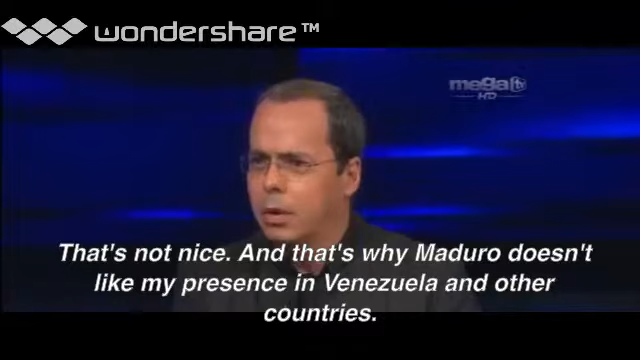 wondershare™
mega tv
HD
That's not nice. And that's why Maduro doesn't
like my presence in Venezuela and other
countries.